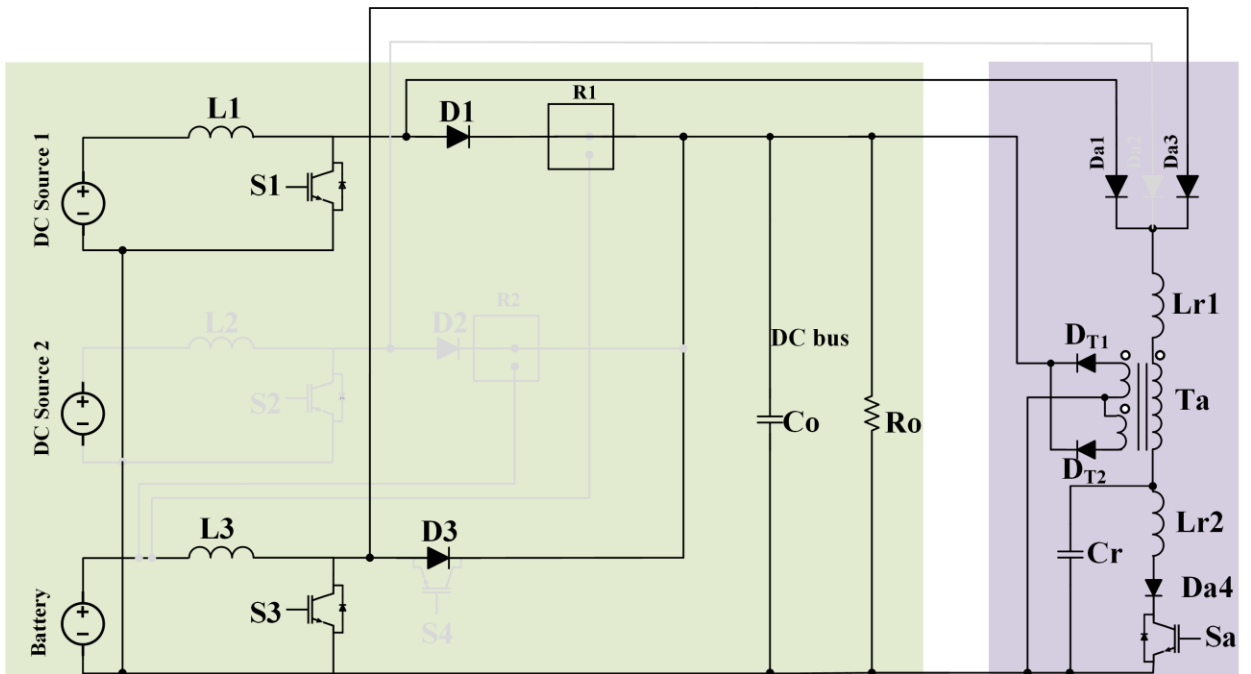 L1
D1
R1
DC Source 1
S1
Da1
Da2
Da3
L2
D2
R2
DC Source 2
S2
DC bus
Co
Ro
Lr1
DT1
Ta
DT2
Lr2
Cr
Da4
Sa
L3
D3
Battery
S3
S4